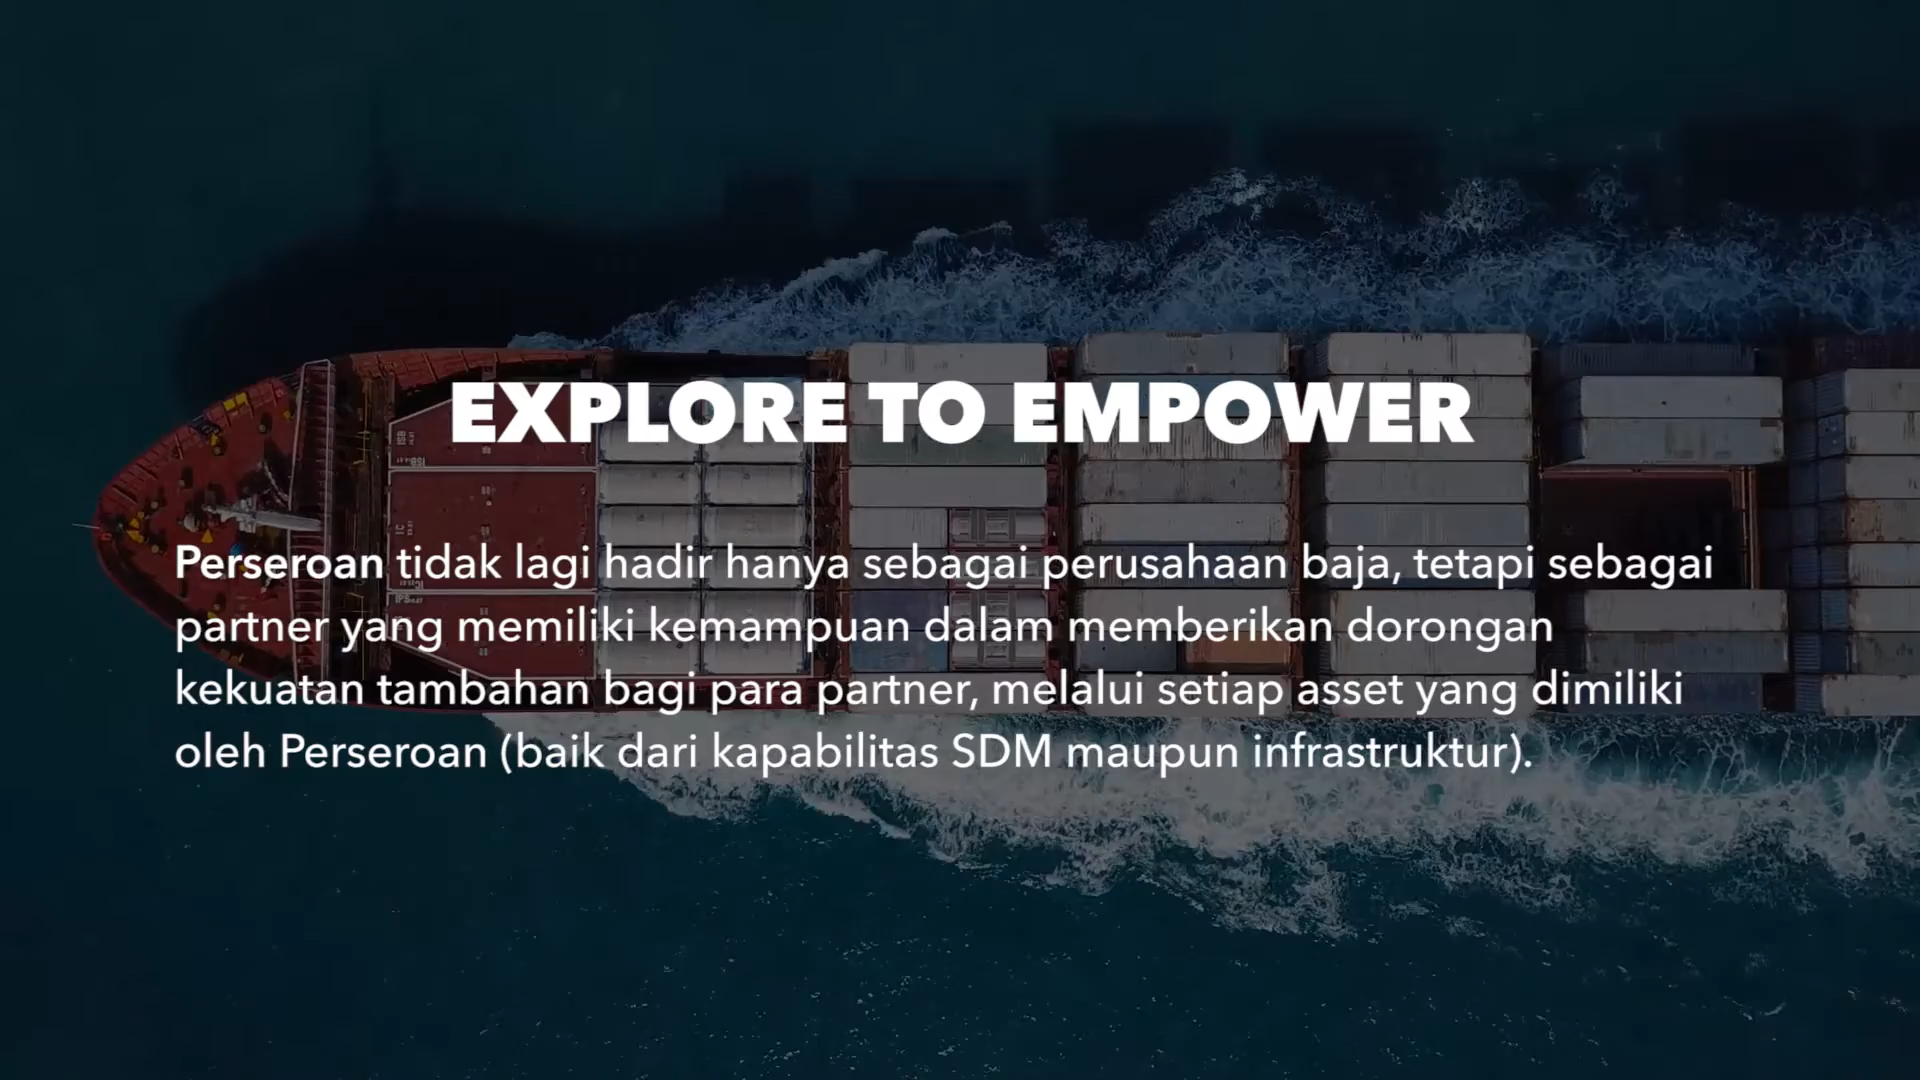 EXPLORE TO EMPOWER
Perseroan tidak lagi hadir hanya sebagai perusahaan baja, tetapi sebagai
partner yang memiliki kemampuan dalam memberikan dorongan
kekuatan tambahan bagi para partner, melalui setiap asset yang dimiliki
oleh Perseroan (baik dari kapabilitas SDM maupun infrastruktur).